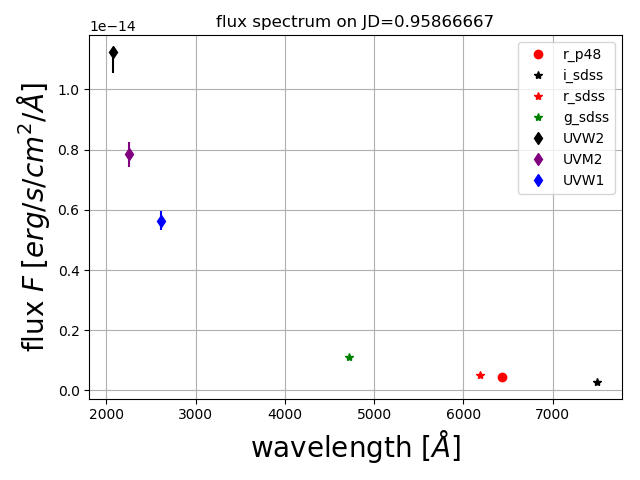 flux spectrum on JD=0.95866667
1e−14
1.0
0.8
0.6
0.4
0.2
0.0
flux F [erg/s/cm²/Å]
r_p48
i_sdss
r_sdss
g_sdss
UVW2
UVM2
UVW1
2000 3000 4000 5000 6000 7000
wavelength [Å]